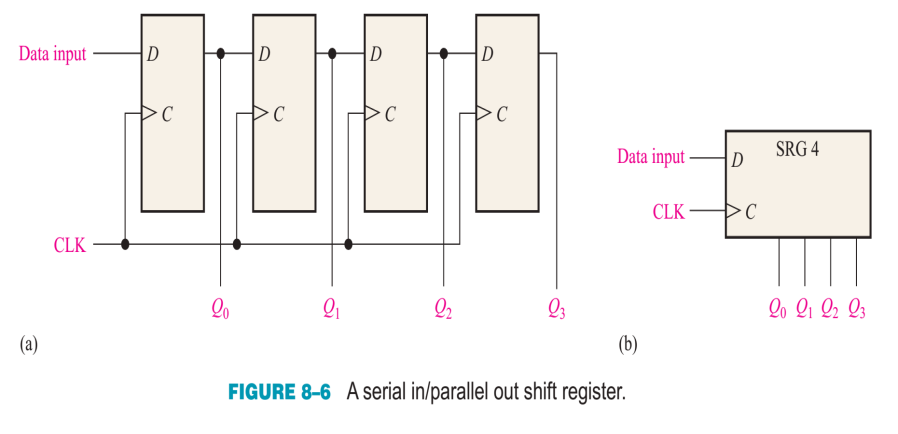 Data input D D D D
C C C C
CLK
Q0 Q1 Q2 Q3
(a)
SRG 4
Data input D
CLK C
Q0 Q1 Q2 Q3
(b)
FIGURE 8–6 A serial in/parallel out shift register.